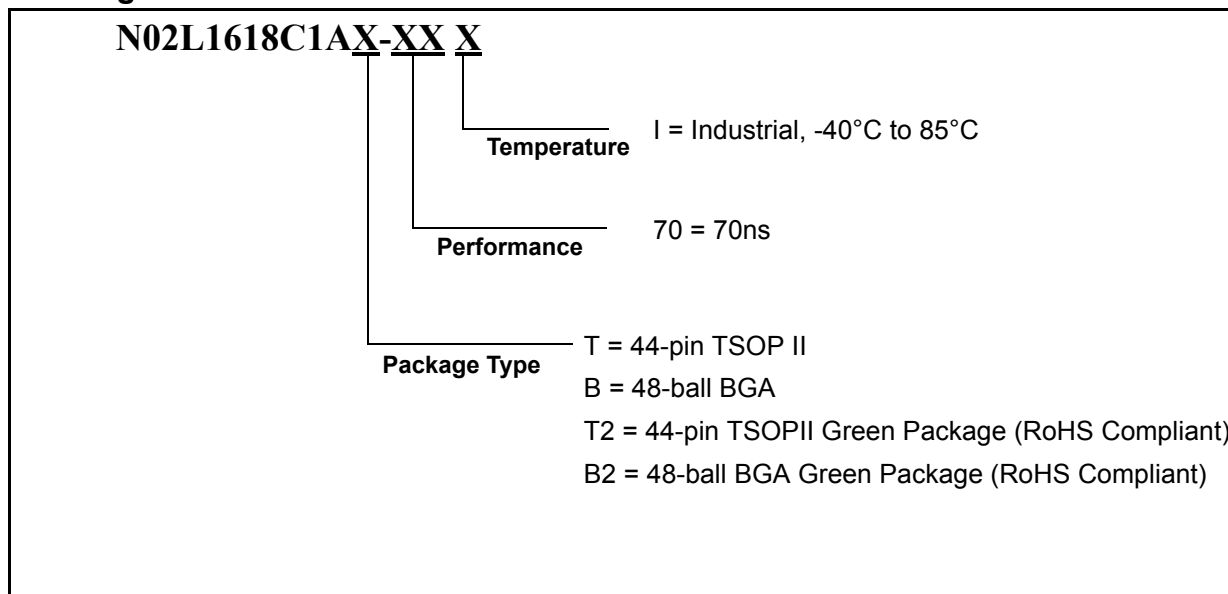 N02L1618C1AX-XX X
I = Industrial, -40°C to 85°C
Temperature
70 = 70ns
Performance
T = 44-pin TSOP II
Package Type
B = 48-ball BGA
T2 = 44-pin TSOPII Green Package (RoHS Compliant)
B2 = 48-ball BGA Green Package (RoHS Compliant)